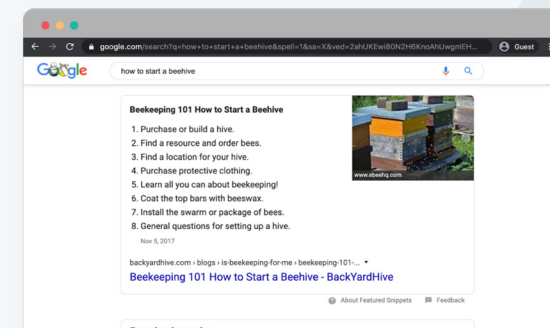 google.com/search?q=how+to+start+a+beehive&spell=1&sa=X&ved=2ahUKEwi80N2H6KnoAhUwgnIEH...
Guest
Google
how to start a beehive
Beekeeping 101 How to Start a Beehive
1. Purchase or build a hive.
2. Find a resource and order bees.
3. Find a location for your hive.
4. Purchase protective clothing.
5. Learn all you can about beekeeping!
6. Coat the top bars with beeswax.
7. Install the swarm or package of bees.
8. General questions for setting up a hive.
www.ebeehq.com
Nov 5, 2017
backyardhive.com › blogs › is-beekeeping-for-me › beekeeping-101-...
Beekeeping 101 How to Start a Beehive - BackYardHive
About Featured Snippets
Feedback